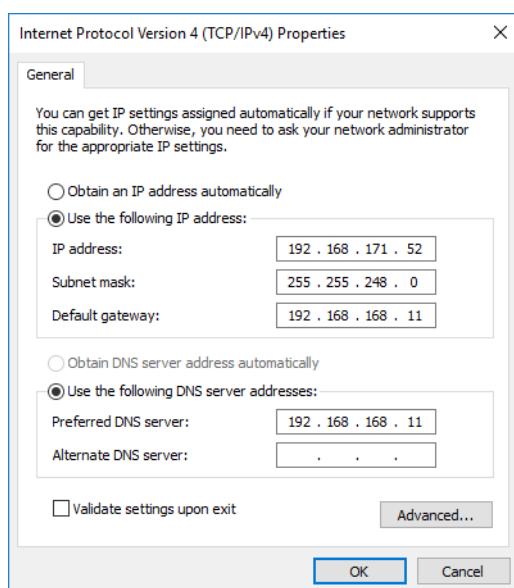 Internet Protocol Version 4 (TCP/IPv4) Properties
General
You can get IP settings assigned automatically if your network supports
this capability. Otherwise, you need to ask your network administrator
for the appropriate IP settings.
Obtain an IP address automatically
Use the following IP address:
IP address: 192 . 168 . 171 . 52
Subnet mask: 255 . 255 . 248 . 0
Default gateway: 192 . 168 . 168 . 11
Obtain DNS server address automatically
Use the following DNS server addresses:
Preferred DNS server: 192 . 168 . 168 . 11
Alternate DNS server: . . .
Validate settings upon exit
Advanced...
OK Cancel